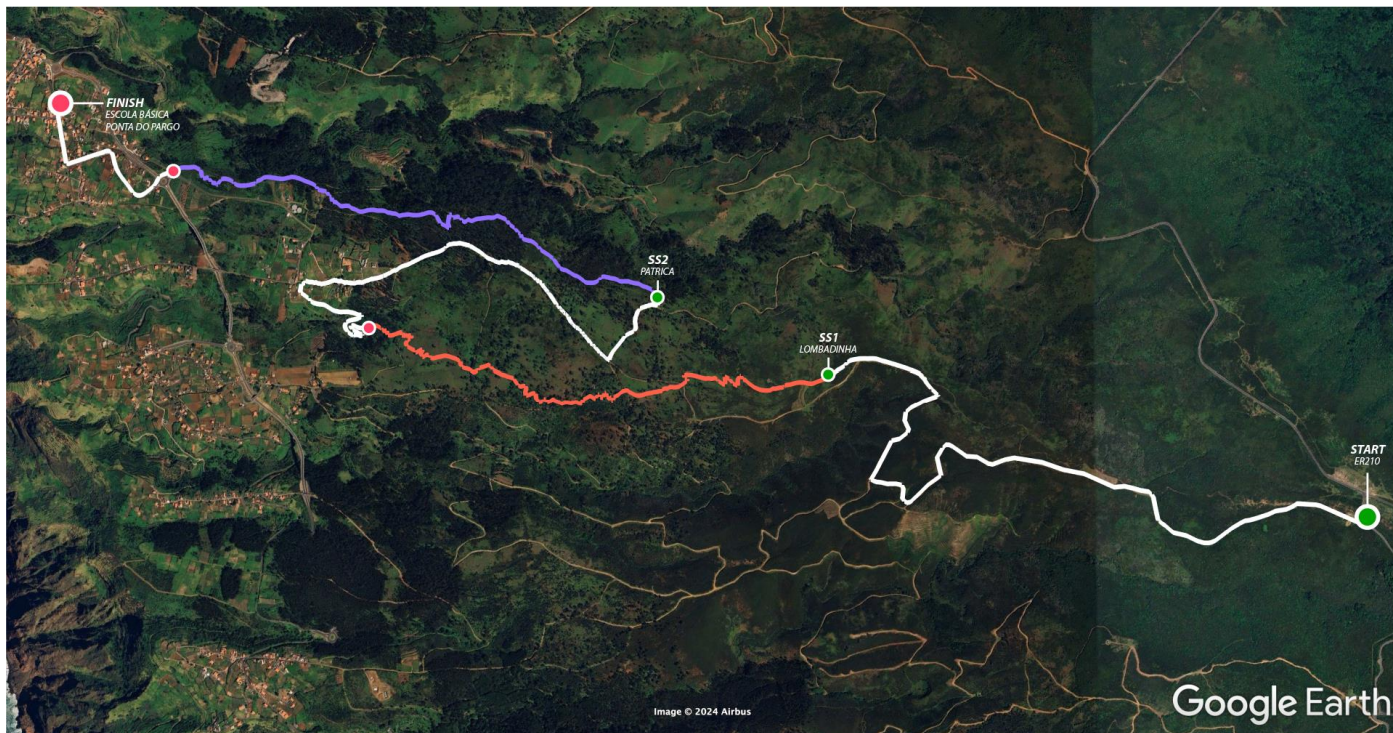 FINISH
ESCOLA BÁSICA
PONTA DO PARGO
SS2
PATRICA
SS1
LOMBADINHA
START
ER210
Image © 2024 Airbus
Google Earth